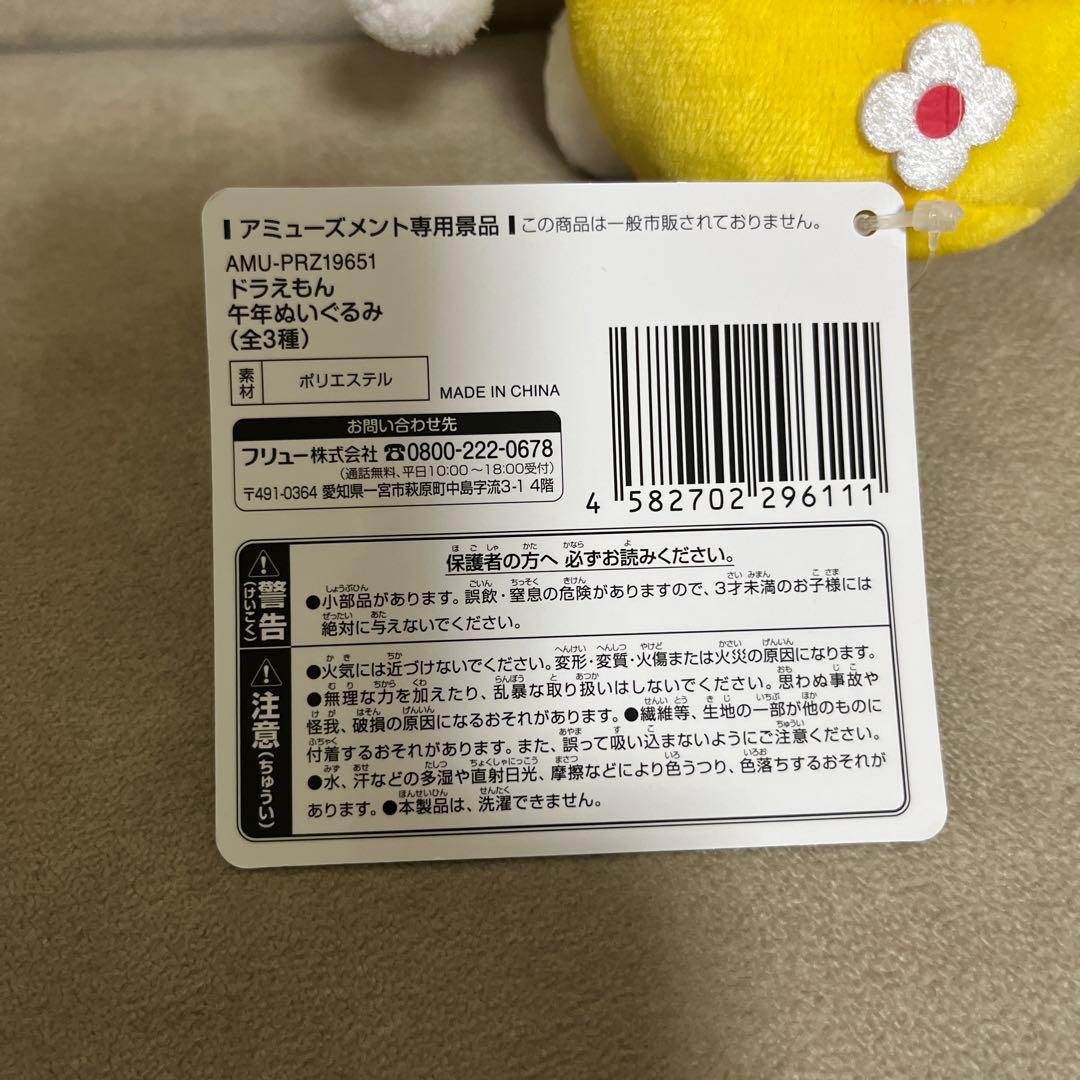 アミューズメント専用景品 この商品は一般市販されておりません。
AMU-PRZ19651
ドラえもん
午年ぬいぐるみ
(全3種)
素材 ポリエステル MADE IN CHINA
お問い合わせ先
フリュー株式会社 ☎0800-222-0678
(通話無料、平日10:00～18:00受付)
〒491-0364 愛知県一宮市萩原町中島字流3-1 4階
4 582702 296111
警告(けいこく)
保護者の方へ 必ずお読みください。
●小部品があります。誤飲・窒息の危険がありますので、3才未満のお子様には
絶対に与えないでください。
注意(ちゅうい)
●火気には近づけないでください。変形・変質・火傷または火災の原因になります。
●無理な力を加えたり、乱暴な取り扱いはしないでください。思わぬ事故や
怪我、破損の原因になるおそれがあります。●繊維等、生地の一部が他のものに
付着するおそれがあります。また、誤って吸い込まないようにご注意ください。
●水、汗などの多湿や直射日光、摩擦などにより色うつり、色落ちするおそれが
あります。●本製品は、洗濯できません。